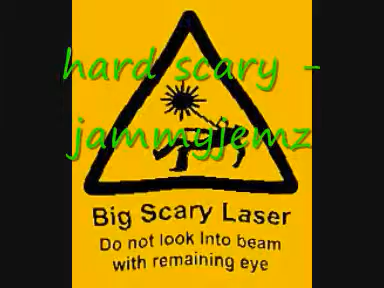 hard scary -
jammyjemz
Big Scary Laser
Do not look Into beam
with remaining eye